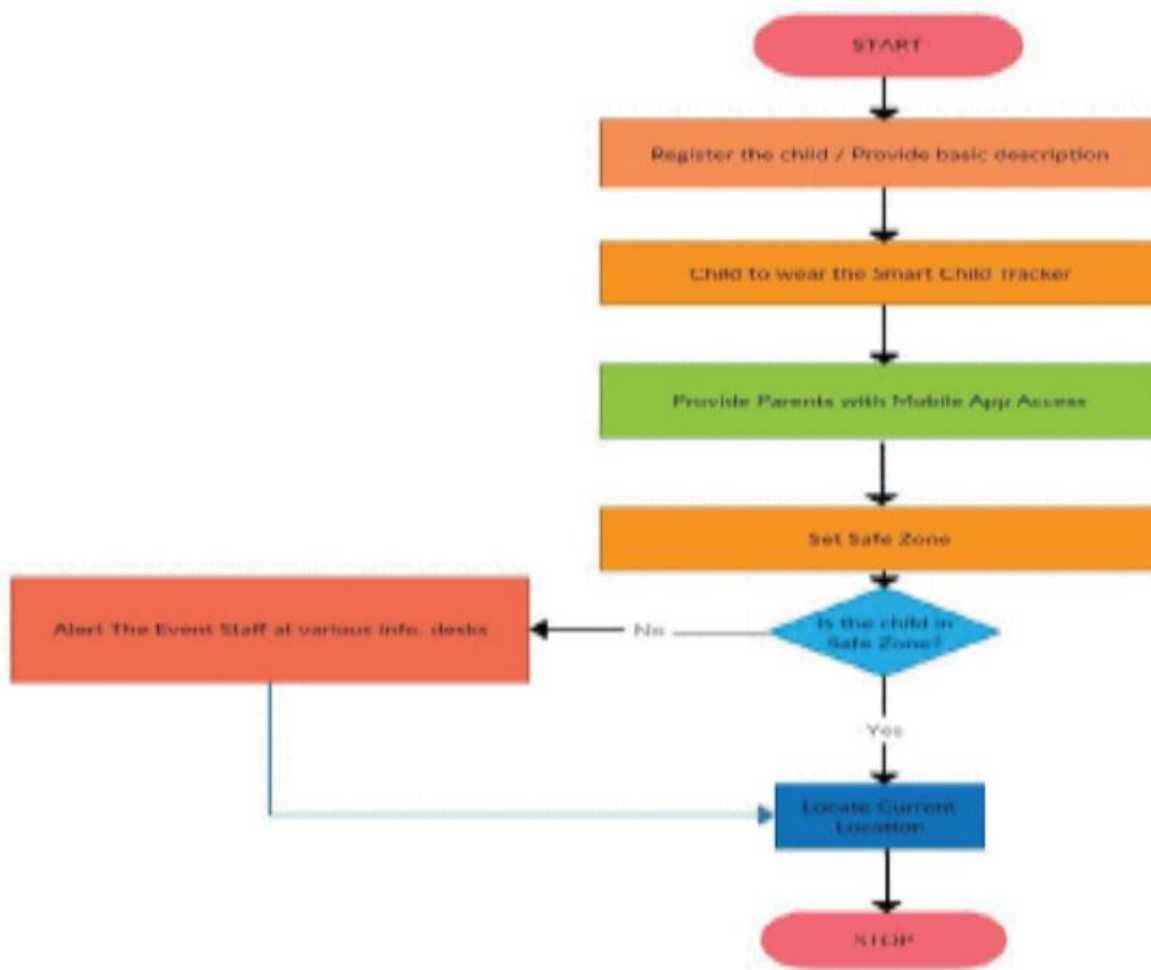 START
Register the child / Provide basic description
Child to wear the Smart Child Tracker
Provide Parents with Mobile App Access
Set Safe Zone
Is the child in
Safe Zone?
No
Alert The Event Staff at various info. desks
Yes
Locate Current
Location
STOP